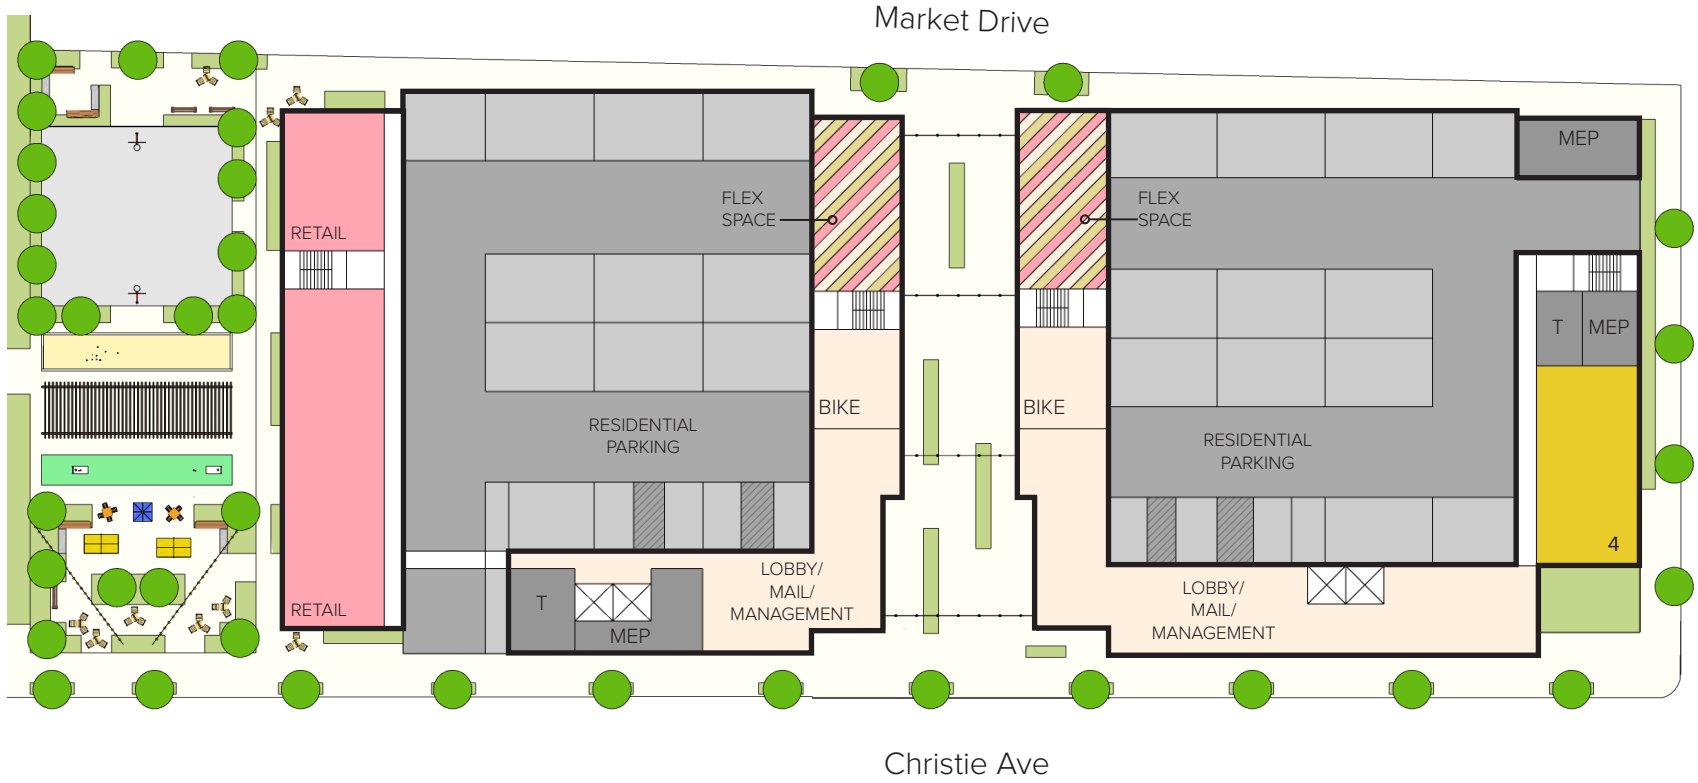 Market Drive
MEP
FLEX
SPACE
FLEX
SPACE
RETAIL
T
MEP
BIKE
BIKE
RESIDENTIAL
PARKING
RESIDENTIAL
PARKING
4
LOBBY/
MAIL/
MANAGEMENT
LOBBY/
MAIL/
MANAGEMENT
RETAIL
T
MEP
Christie Ave